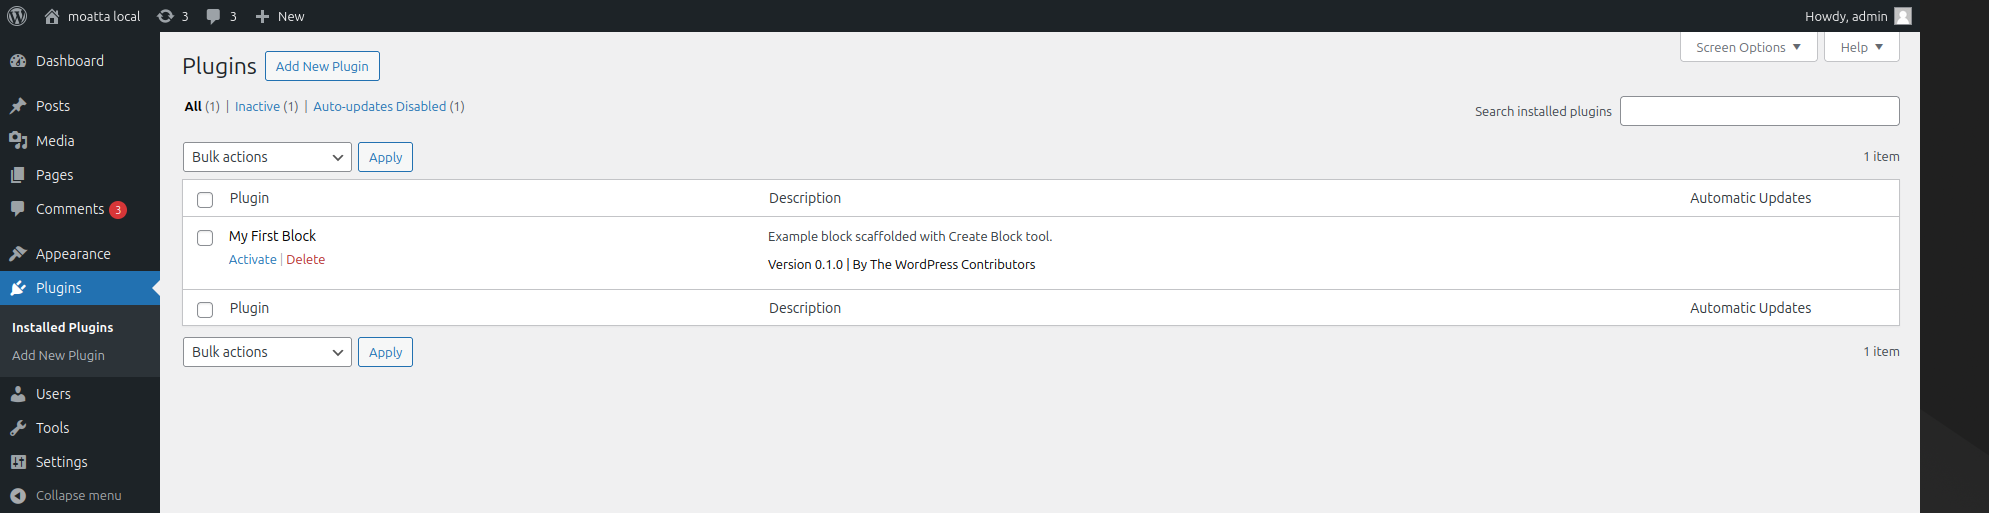 moatta local 3 3 New Howdy, admin
Screen Options Help
Dashboard
Posts
Media
Pages
Comments 3
Appearance
Plugins
Installed Plugins
Add New Plugin
Users
Tools
Settings
Collapse menu
Plugins Add New Plugin
All (1) | Inactive (1) | Auto-updates Disabled (1)
Search installed plugins
Bulk actions Apply 1 item
Plugin Description Automatic Updates
My First Block Example block scaffolded with Create Block tool.
Activate | Delete Version 0.1.0 | By The WordPress Contributors
Plugin Description Automatic Updates
Bulk actions Apply 1 item